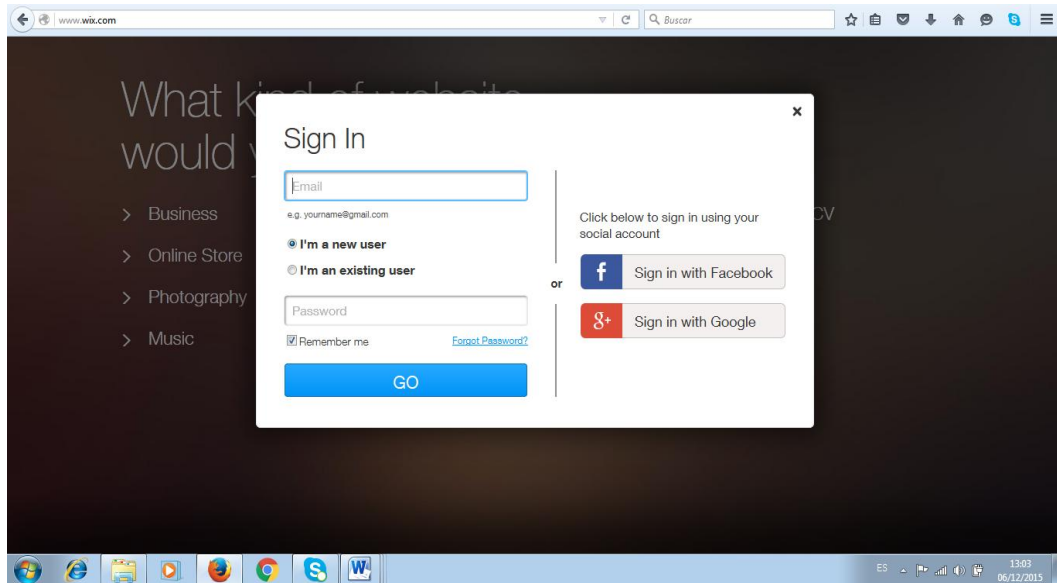 www.wix.com
Buscar
What k
would y
Business
Online Store
Photography
Music
CV
Sign In
Email
e.g. yourname@gmail.com
I'm a new user
I'm an existing user
Password
Remember me
Forgot Password?
GO
or
Click below to sign in using your
social account
f
Sign in with Facebook
8+
Sign in with Google
ES
13:03
06/12/2015